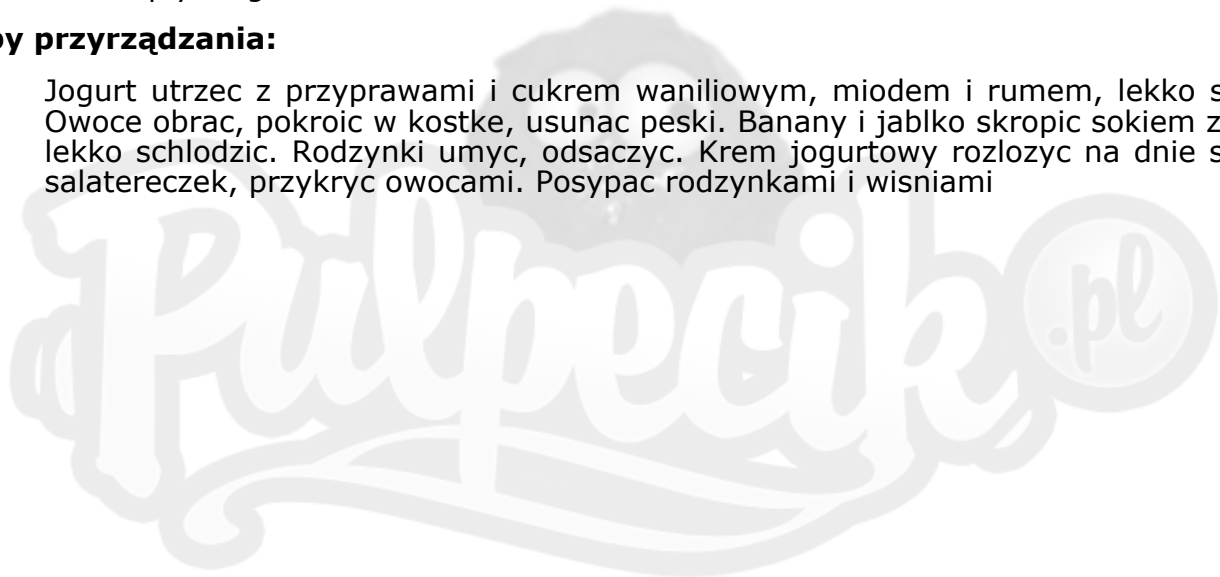 przyrządzania:
Jogurt utrzec z przyprawami i cukrem waniliowym, miodem i rumem, lekko
Owoce obrac, pokroic w kostke, usunac peski. Banany i jablko skropic sokiem z
lekko schlodzic. Rodzynki umyc, odsaczyc. Krem jogurtowy rozlozyc na dnie
salatereczek, przykryc owocami. Posypac rodzynkami i wisniami
Pulpecik.pl